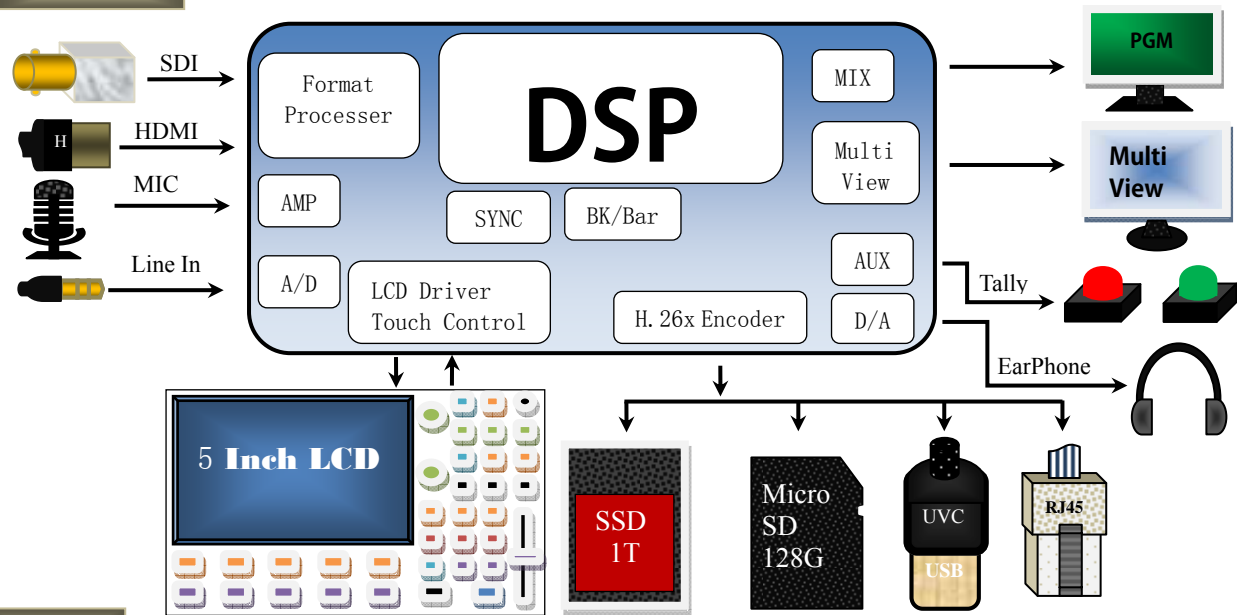 SDI
HDMI
H
MIC
Line In
Format
Processer
DSP
MIX
Multi
View
AMP
SYNC
BK/Bar
A/D
LCD Driver
Touch Control
H.26x Encoder
AUX
D/A
PGM
Multi
View
Tally
EarPhone
5 Inch LCD
SSD
1T
Micro
SD
128G
UVC
USB
RJ45